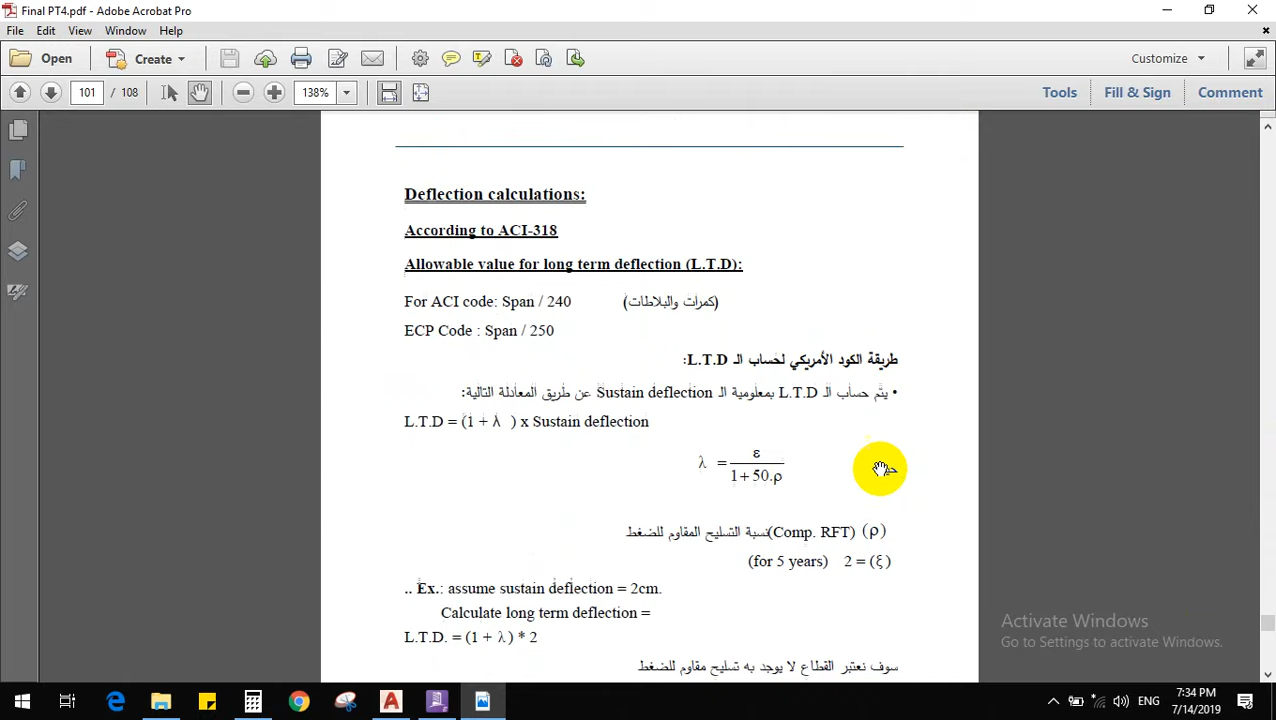 Final PT4.pdf - Adobe Acrobat Pro
File Edit View Window Help
Open Create Customize
101 / 108 138% Tools Fill & Sign Comment
Deflection calculations:
According to ACI-318
Allowable value for long term deflection (L.T.D):
For ACI code: Span / 240 (كمرات والبلاطات)
ECP Code : Span / 250
طريقة الكود الأمريكي لحساب الـ L.T.D:
• يتم حساب الـ L.T.D بمعلومية الـ Sustain deflection عن طريق المعادلة التالية:
L.T.D = (1 + λ ) x Sustain deflection
λ = ε / 1 + 50.ρ
(ρ) (Comp. RFT)نسبة التسليح المقاوم للضغط
(for 5 years) 2 = (ξ)
.. Ex.: assume sustain deflection = 2cm.
Calculate long term deflection =
L.T.D. = (1 + λ ) * 2
سوف نعتبر القطاع لا يوجد به تسليح مقاوم للضغط
Activate Windows
Go to Settings to activate Windows.
ENG
7:34 PM
7/14/2019